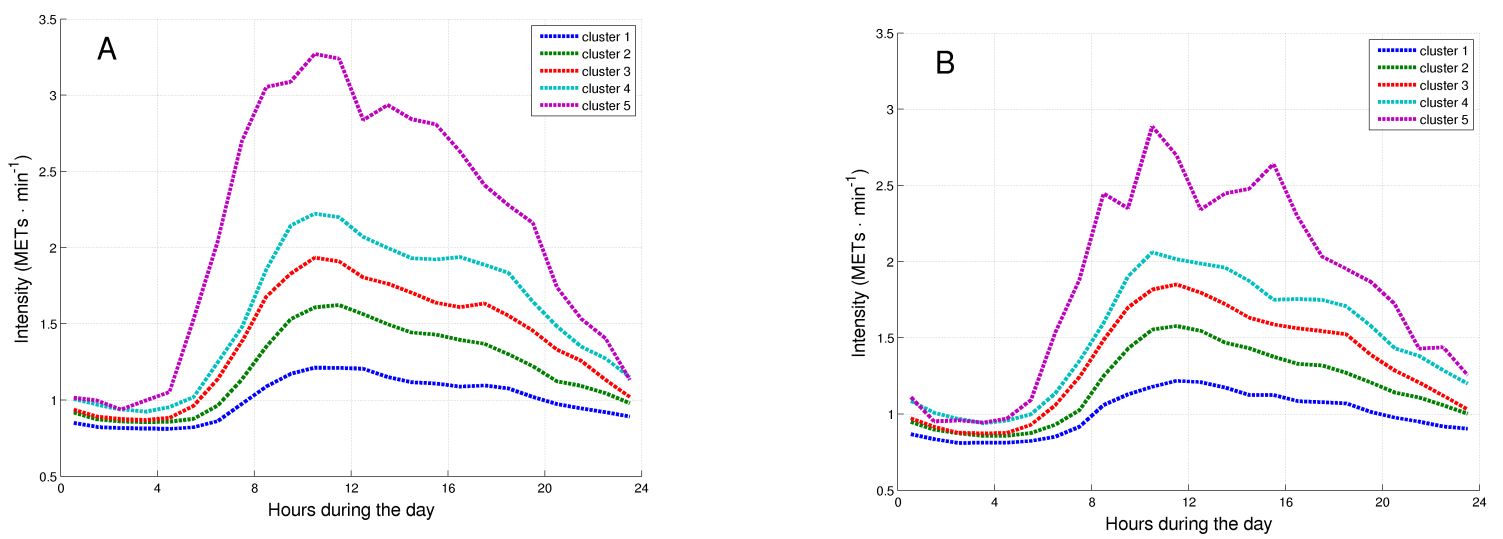 A
3.5
3
2.5
2
1.5
1
0.5
0
4
8
12
16
20
24
Intensity (METs · min⁻¹)
Hours during the day
cluster 1
cluster 2
cluster 3
cluster 4
cluster 5
B
3.5
3
2.5
2
1.5
1
0.5
0
4
8
12
16
20
24
Intensity (METs · min⁻¹)
Hours during the day
cluster 1
cluster 2
cluster 3
cluster 4
cluster 5